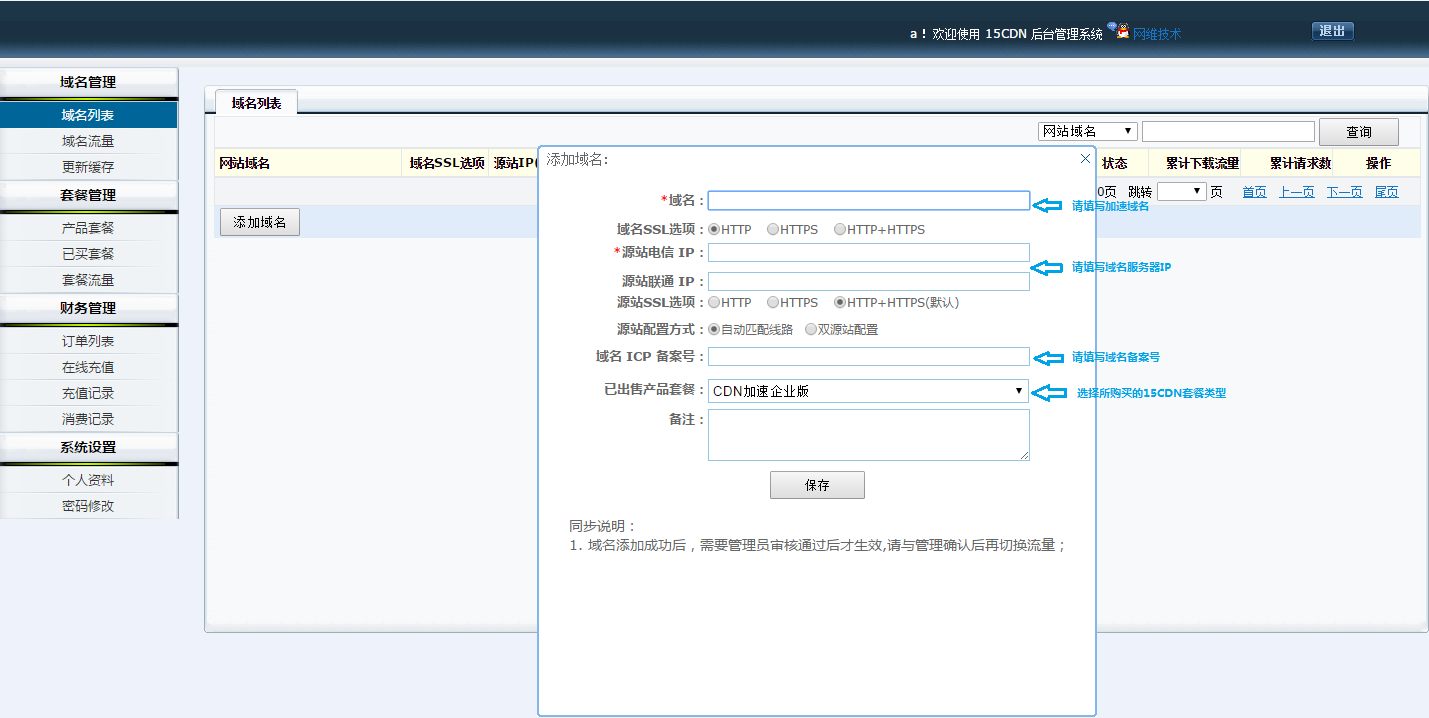 a！欢迎使用 15CDN 后台管理系统 网维技术
退出
域名管理
域名列表
域名流量
更新缓存
套餐管理
产品套餐
已买套餐
套餐流量
财务管理
订单列表
在线充值
充值记录
消费记录
系统设置
个人资料
密码修改
域名列表
网站域名 查询
网站域名 域名SSL选项 源站IP( 状态 累计下载流量 累计请求数 操作
0页 跳转 页 首页 上一页 下一页 尾页
添加域名
添加域名:
*域名：
请填写加速域名
域名SSL选项：HTTP HTTPS HTTP+HTTPS
*源站电信 IP：
请填写域名服务器IP
源站联通 IP：
源站SSL选项：HTTP HTTPS HTTP+HTTPS(默认)
源站配置方式：自动匹配线路 双源站配置
域名 ICP 备案号：
请填写域名备案号
已出售产品套餐：CDN加速企业版
选择所购买的15CDN套餐类型
备注：
保存
同步说明：
1. 域名添加成功后，需要管理员审核通过后才生效,请与管理确认后再切换流量；